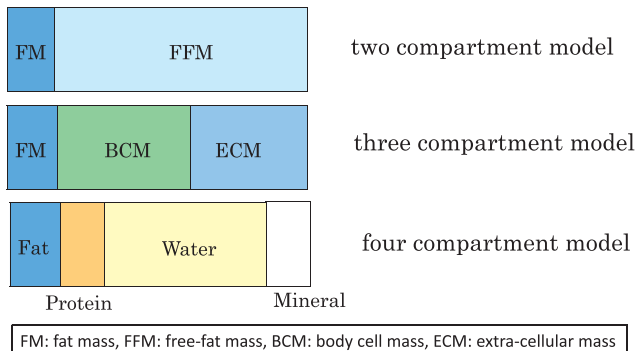 FM FFM two compartment model
FM BCM ECM three compartment model
Fat Water four compartment model
Protein Mineral
FM: fat mass, FFM: free-fat mass, BCM: body cell mass, ECM: extra-cellular mass